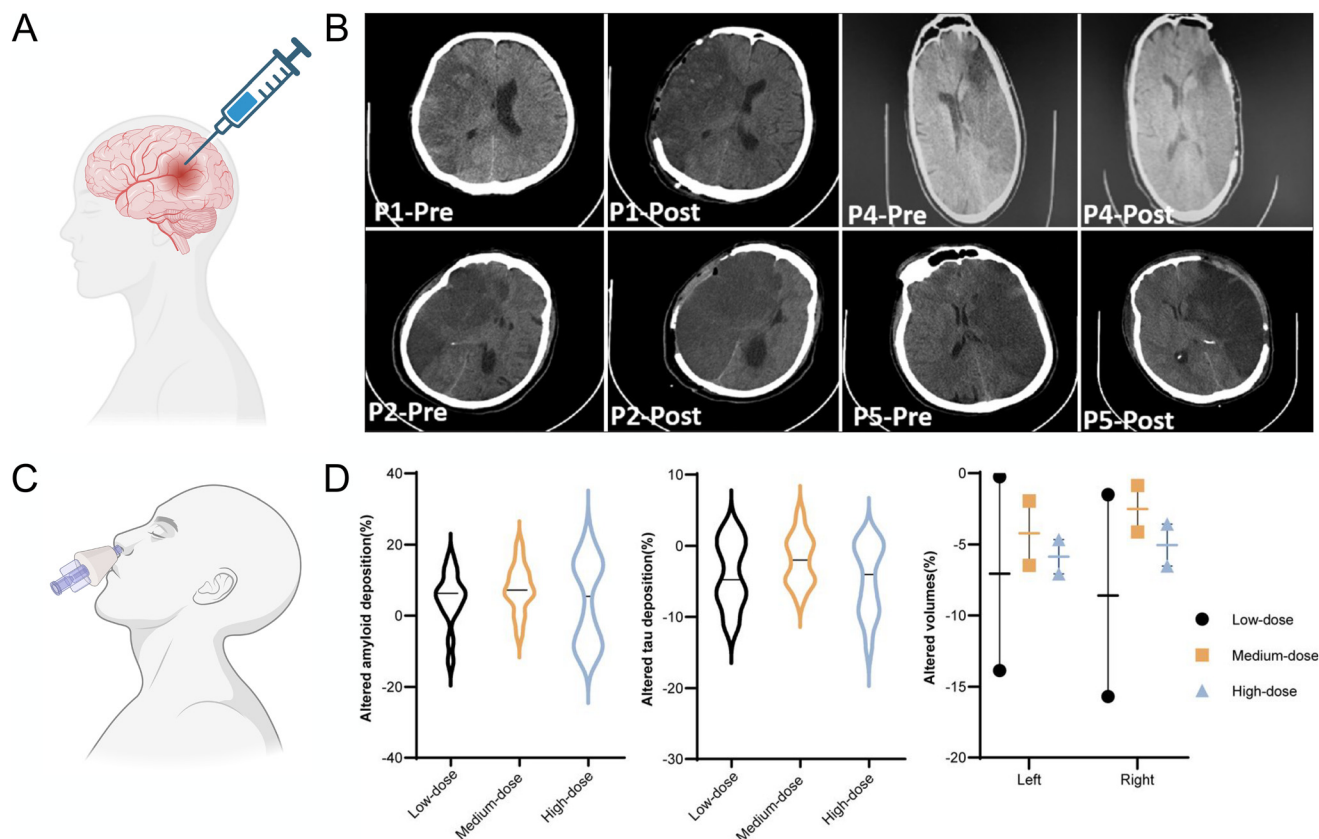 A
B
P1-Pre
P1-Post
P4-Pre
P4-Post
P2-Pre
P2-Post
P5-Pre
P5-Post
C
D
Altered amyloid deposition(%)
40
20
0
-20
-40
Low-dose
Medium-dose
High-dose
Altered tau deposition(%)
10
0
-10
-20
-30
Low-dose
Medium-dose
High-dose
Altered volumes(%)
0
-5
-10
-15
-20
Left
Right
Low-dose
Medium-dose
High-dose